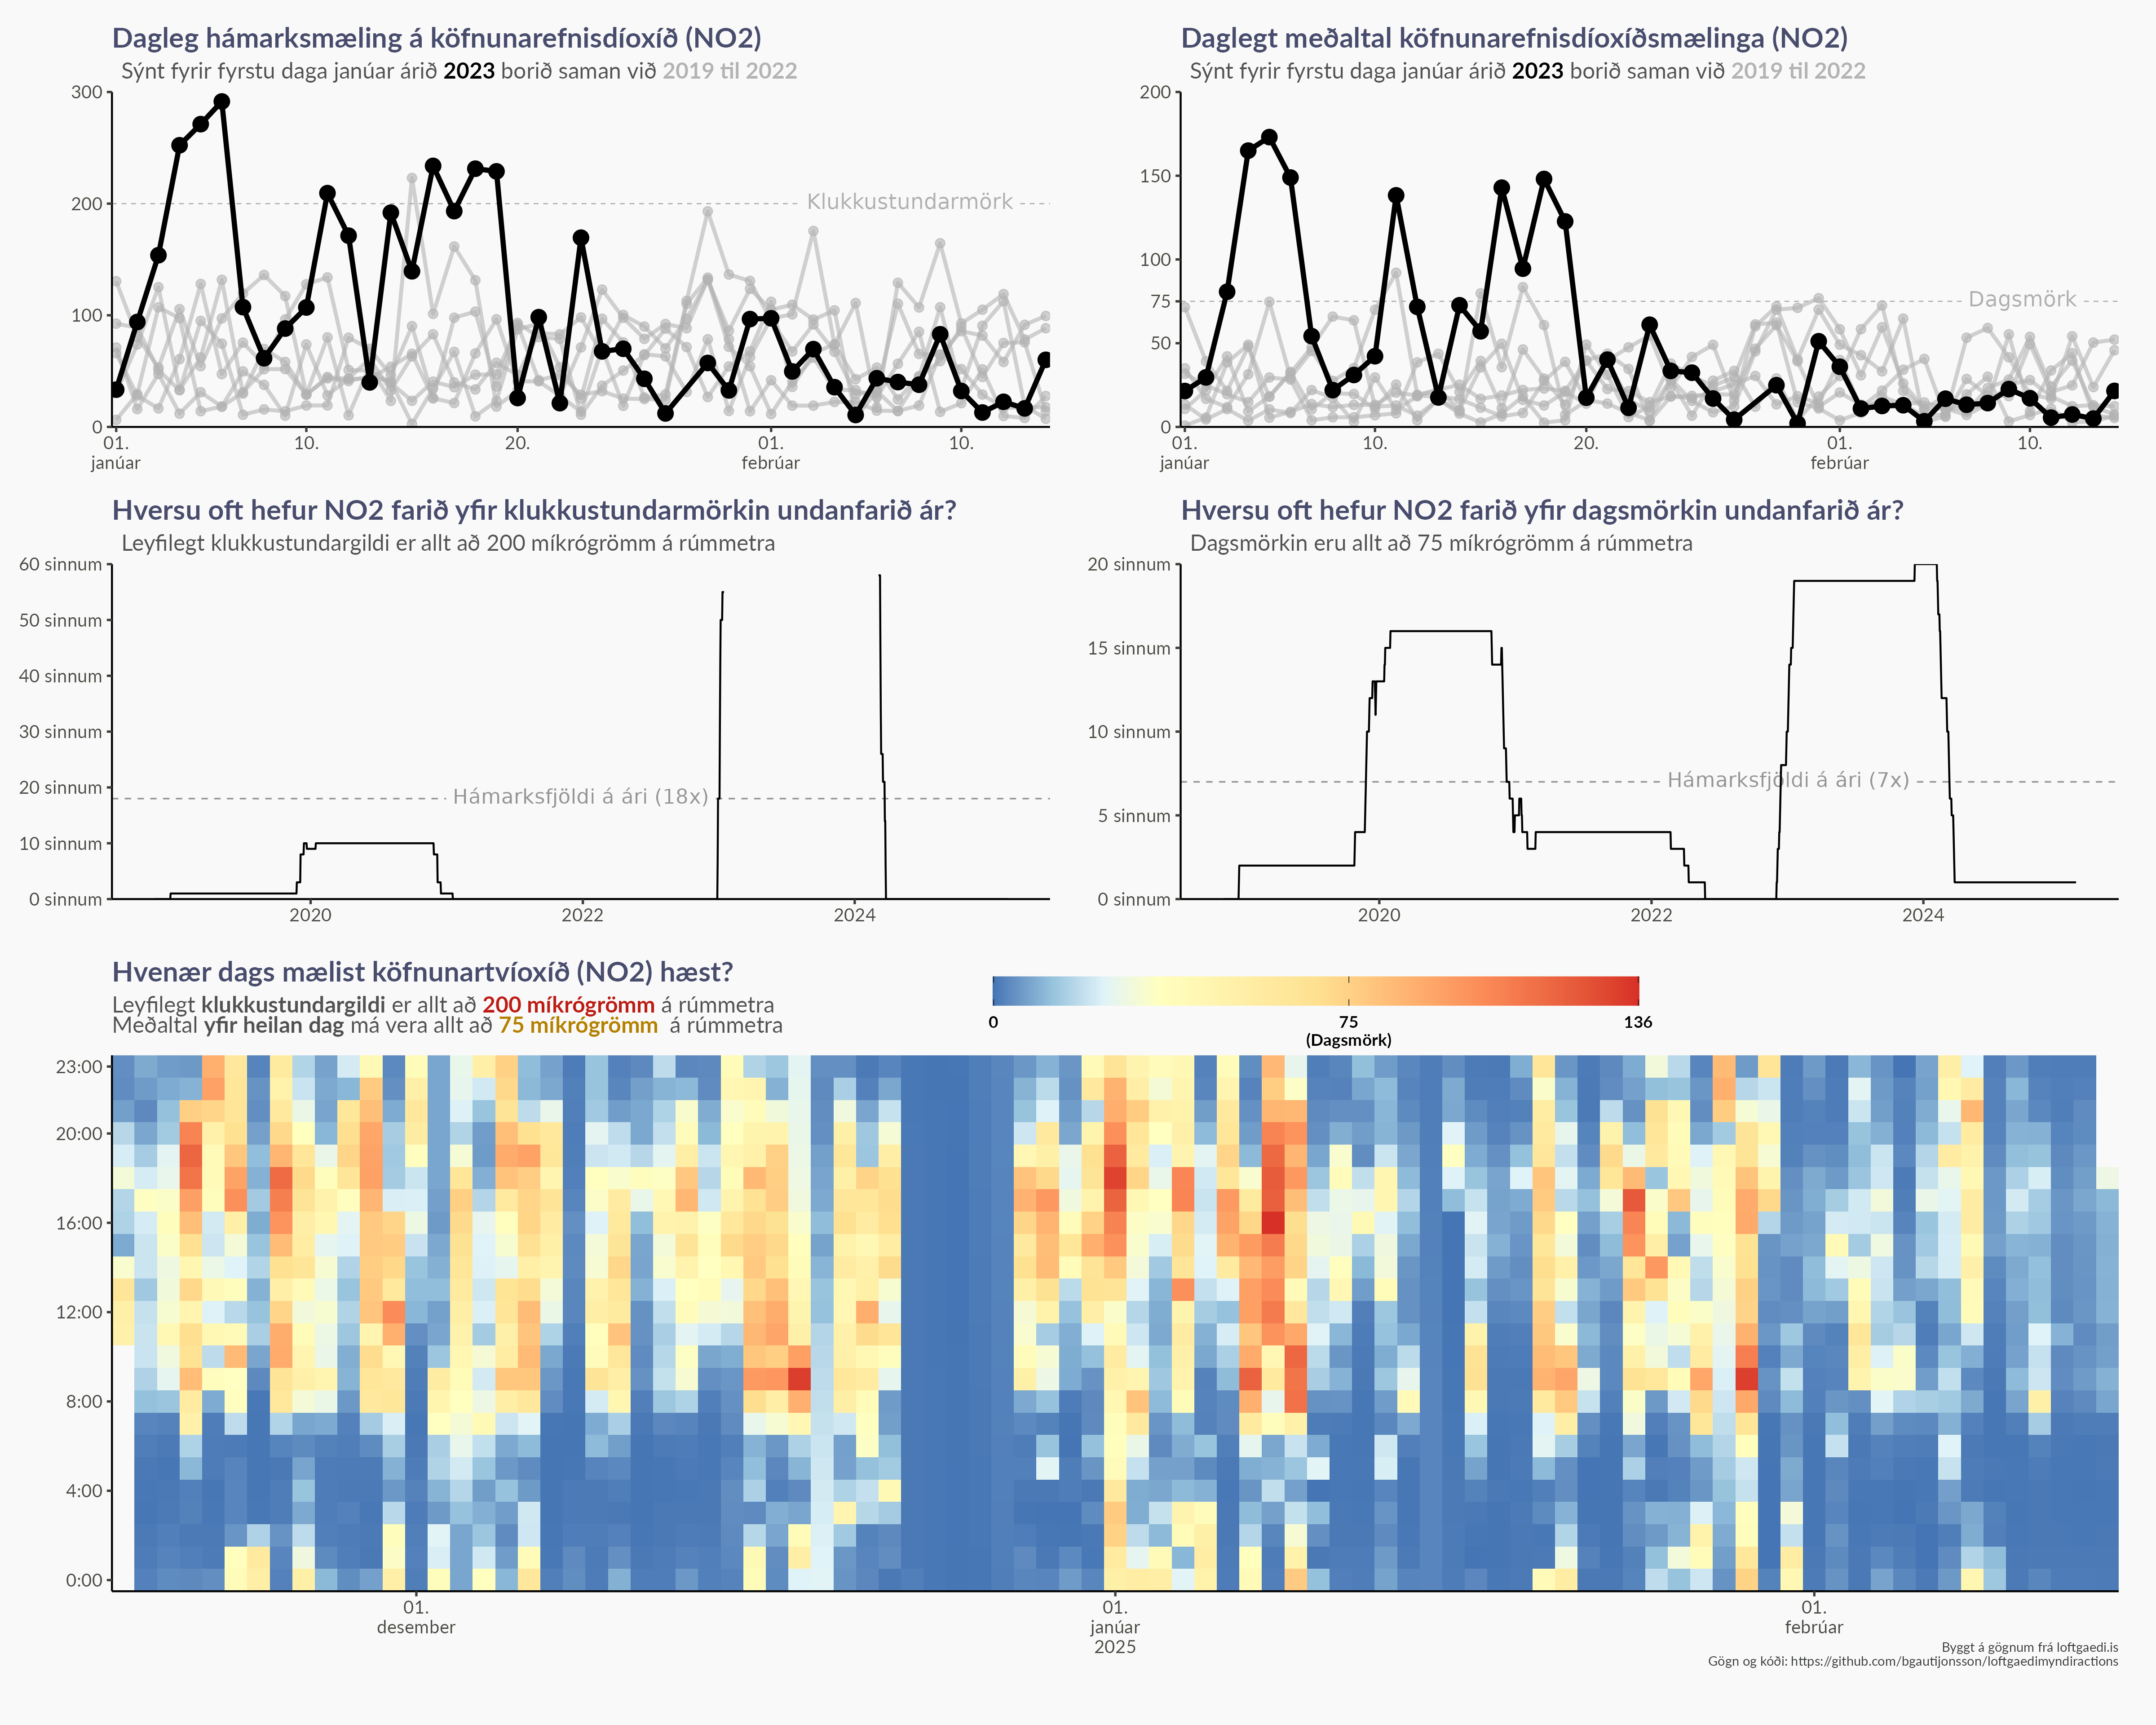 Dagleg hámarksmæling á köfnunarefnisdíoxíð (NO2)
Sýnt fyrir fyrstu daga janúar árið 2023 borið saman við 2019 til 2022
300
200
100
0
Klukkustundarmörk
01.
janúar
10.
20.
01.
febrúar
10.
Daglegt meðaltal köfnunarefnisdíoxíðsmælinga (NO2)
Sýnt fyrir fyrstu daga janúar árið 2023 borið saman við 2019 til 2022
200
150
100
75
50
0
Dagsmörk
01.
janúar
10.
20.
01.
febrúar
10.
Hversu oft hefur NO2 farið yfir klukkustundarmörkin undanfarið ár?
Leyfilegt klukkustundargildi er allt að 200 míkrógrömm á rúmmetra
60 sinnum
50 sinnum
40 sinnum
30 sinnum
20 sinnum
10 sinnum
0 sinnum
Hámarksfjöldi á ári (18x)
2020
2022
2024
Hversu oft hefur NO2 farið yfir dagsmörkin undanfarið ár?
Dagsmörkin eru allt að 75 míkrógrömm á rúmmetra
20 sinnum
15 sinnum
10 sinnum
5 sinnum
0 sinnum
Hámarksfjöldi á ári (7x)
2020
2022
2024
Hvenær dags mælist köfnunartvíoxíð (NO2) hæst?
Leyfilegt klukkustundargildi er allt að 200 míkrógrömm á rúmmetra
Meðaltal yfir heilan dag má vera allt að 75 míkrógrömm á rúmmetra
0
75
(Dagsmörk)
136
23:00
20:00
16:00
12:00
8:00
4:00
0:00
01.
desember
01.
janúar
2025
01.
febrúar
Byggt á gögnum frá loftgaedi.is
Gögn og kóði: https://github.com/bgautijonsson/loftgaedimyndiractions